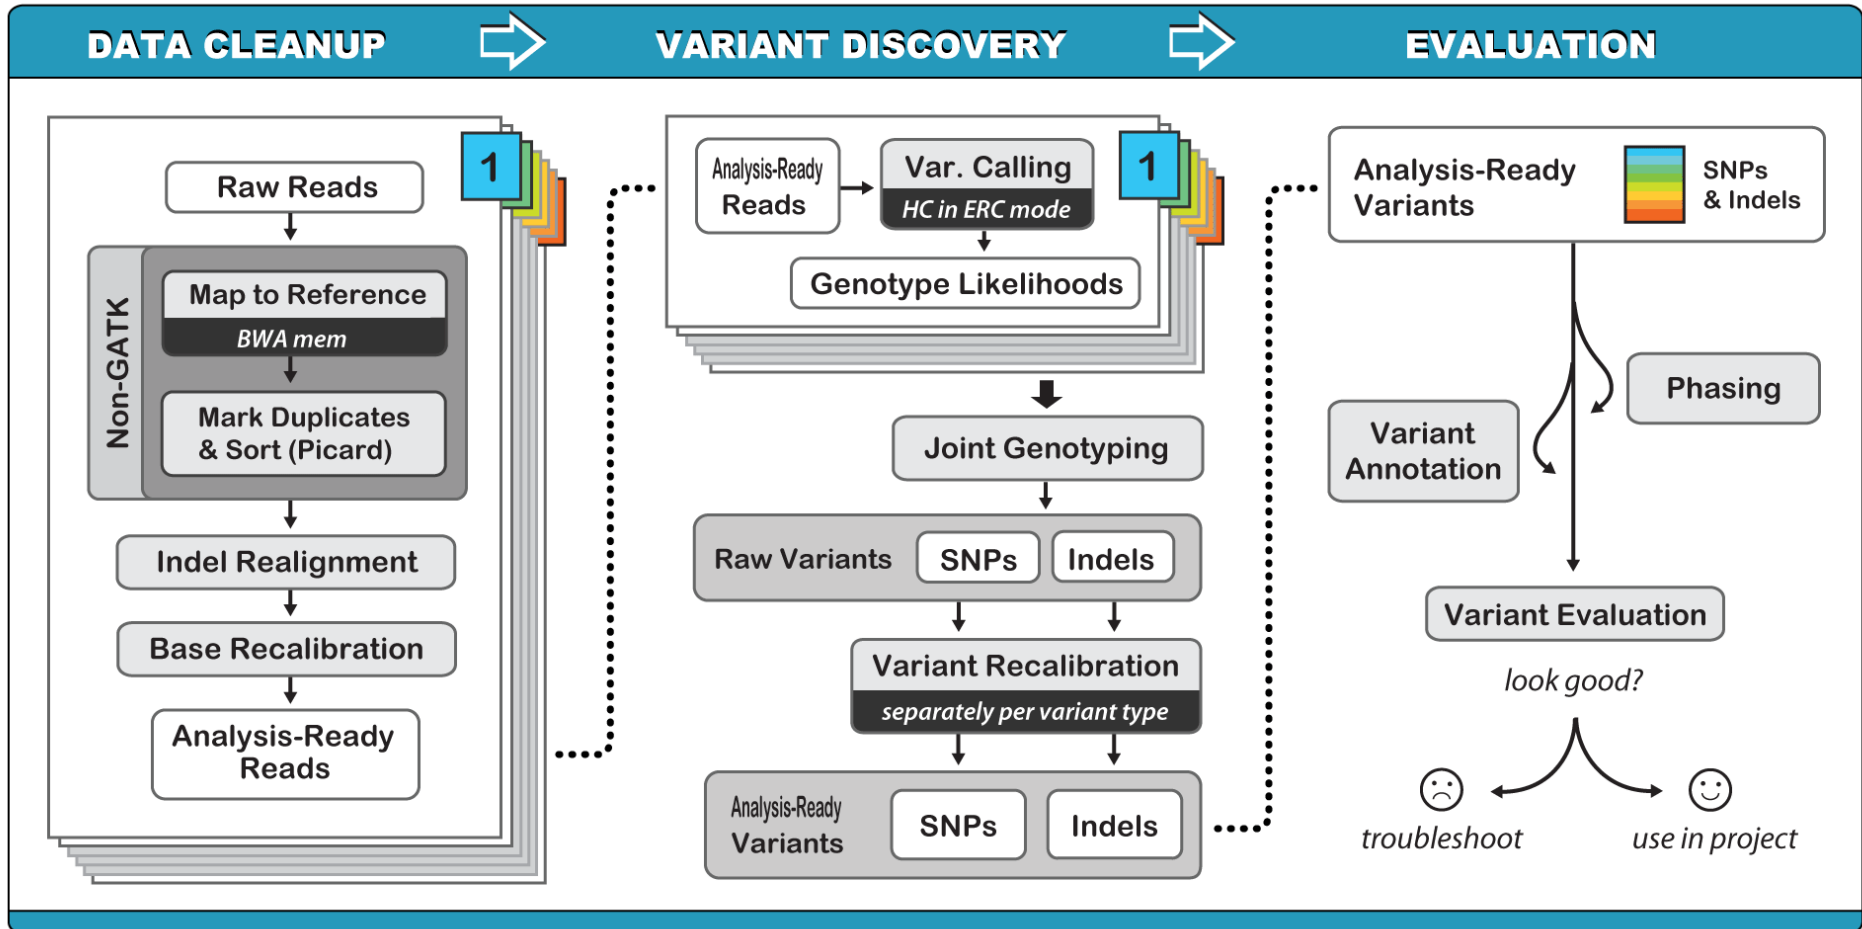 DATA CLEANUP
VARIANT DISCOVERY
EVALUATION
1
Raw Reads
Non-GATK
Map to Reference
BWA mem
Mark Duplicates
& Sort (Picard)
Indel Realignment
Base Recalibration
Analysis-Ready
Reads
1
Analysis-Ready
Reads
Var. Calling
HC in ERC mode
Genotype Likelihoods
Joint Genotyping
Raw Variants
SNPs
Indels
Variant Recalibration
separately per variant type
Analysis-Ready
Variants
SNPs
Indels
Analysis-Ready
Variants
SNPs
& Indels
Phasing
Variant
Annotation
Variant Evaluation
look good?
troubleshoot
use in project